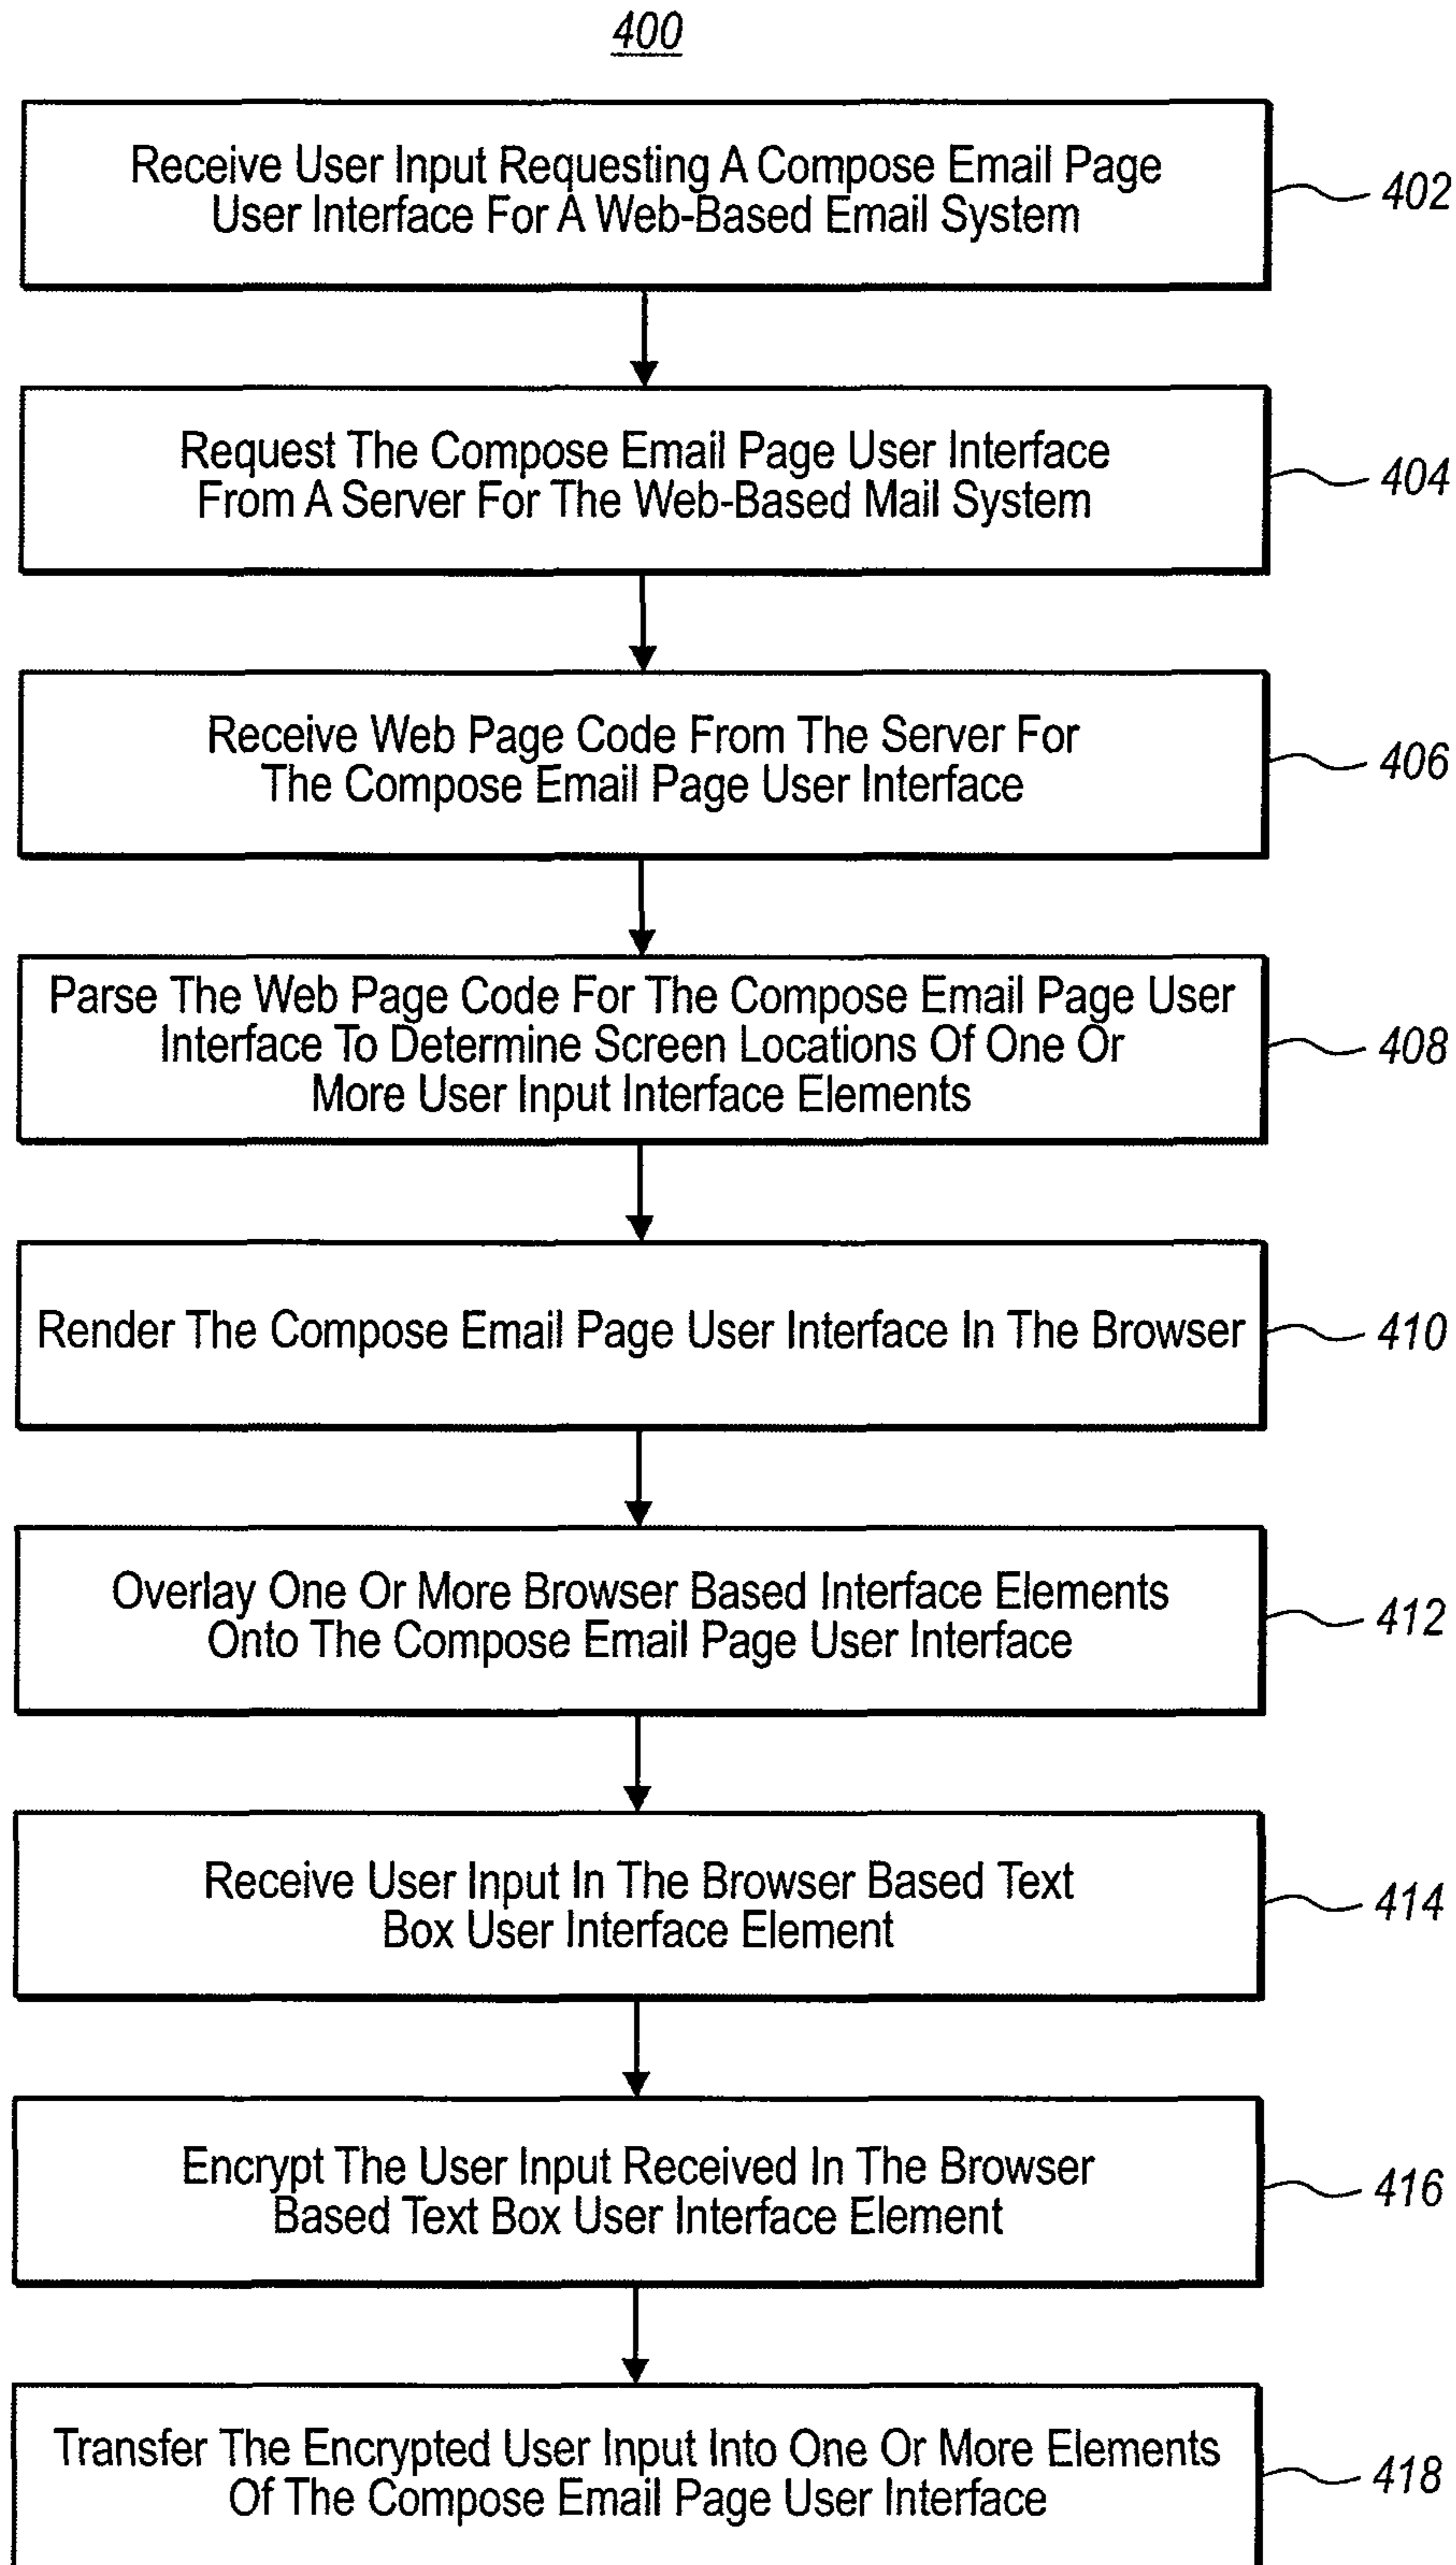 400
Receive User Input Requesting A Compose Email Page
User Interface For A Web-Based Email System
402
Request The Compose Email Page User Interface
From A Server For The Web-Based Mail System
404
Receive Web Page Code From The Server For
The Compose Email Page User Interface
406
Parse The Web Page Code For The Compose Email Page User
Interface To Determine Screen Locations Of One Or
More User Input Interface Elements
408
Render The Compose Email Page User Interface In The Browser
410
Overlay One Or More Browser Based Interface Elements
Onto The Compose Email Page User Interface
412
Receive User Input In The Browser Based Text
Box User Interface Element
414
Encrypt The User Input Received In The Browser
Based Text Box User Interface Element
416
Transfer The Encrypted User Input Into One Or More Elements
Of The Compose Email Page User Interface
418